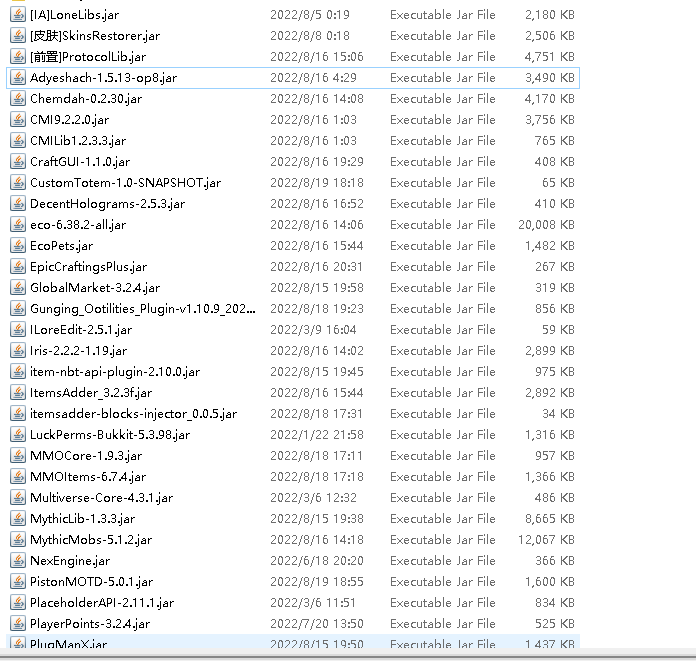 [IA]LoneLibs.jar 2022/8/5 0:19 Executable Jar File 2,180 KB
[皮肤]SkinsRestorer.jar 2022/8/8 0:18 Executable Jar File 2,506 KB
[前置]ProtocolLib.jar 2022/8/16 15:06 Executable Jar File 4,751 KB
Adyeshach-1.5.13-op8.jar 2022/8/16 4:29 Executable Jar File 3,490 KB
Chemdah-0.2.30.jar 2022/8/16 14:08 Executable Jar File 4,170 KB
CMI9.2.2.0.jar 2022/8/16 1:03 Executable Jar File 3,756 KB
CMILib1.2.3.3.jar 2022/8/16 1:03 Executable Jar File 765 KB
CraftGUI-1.1.0.jar 2022/8/16 19:29 Executable Jar File 408 KB
CustomTotem-1.0-SNAPSHOT.jar 2022/8/19 18:18 Executable Jar File 65 KB
DecentHolograms-2.5.3.jar 2022/8/16 16:52 Executable Jar File 410 KB
eco-6.38.2-all.jar 2022/8/16 14:06 Executable Jar File 20,008 KB
EcoPets.jar 2022/8/16 15:44 Executable Jar File 1,482 KB
EpicCraftingsPlus.jar 2022/8/16 20:31 Executable Jar File 267 KB
GlobalMarket-3.2.4.jar 2022/8/15 19:58 Executable Jar File 319 KB
Gunging_Ootilities_Plugin-v1.10.9_202... 2022/8/18 19:23 Executable Jar File 856 KB
ILoreEdit-2.5.1.jar 2022/3/9 16:04 Executable Jar File 59 KB
Iris-2.2.2-1.19.jar 2022/8/16 14:02 Executable Jar File 2,899 KB
item-nbt-api-plugin-2.10.0.jar 2022/8/15 19:45 Executable Jar File 975 KB
ItemsAdder_3.2.3f.jar 2022/8/16 15:44 Executable Jar File 2,892 KB
itemsadder-blocks-injector_0.0.5.jar 2022/8/18 17:31 Executable Jar File 34 KB
LuckPerms-Bukkit-5.3.98.jar 2022/1/22 21:58 Executable Jar File 1,316 KB
MMOCore-1.9.3.jar 2022/8/18 17:11 Executable Jar File 957 KB
MMOItems-6.7.4.jar 2022/8/18 17:18 Executable Jar File 1,366 KB
Multiverse-Core-4.3.1.jar 2022/3/6 12:32 Executable Jar File 486 KB
MythicLib-1.3.3.jar 2022/8/15 19:38 Executable Jar File 8,665 KB
MythicMobs-5.1.2.jar 2022/8/16 14:18 Executable Jar File 12,067 KB
NexEngine.jar 2022/6/18 20:20 Executable Jar File 366 KB
PistonMOTD-5.0.1.jar 2022/8/19 18:55 Executable Jar File 1,600 KB
PlaceholderAPI-2.11.1.jar 2022/3/6 11:51 Executable Jar File 834 KB
PlayerPoints-3.2.4.jar 2022/7/20 13:50 Executable Jar File 525 KB
PlugManX.jar 2022/8/15 19:50 Executable Jar File 1,437 KB